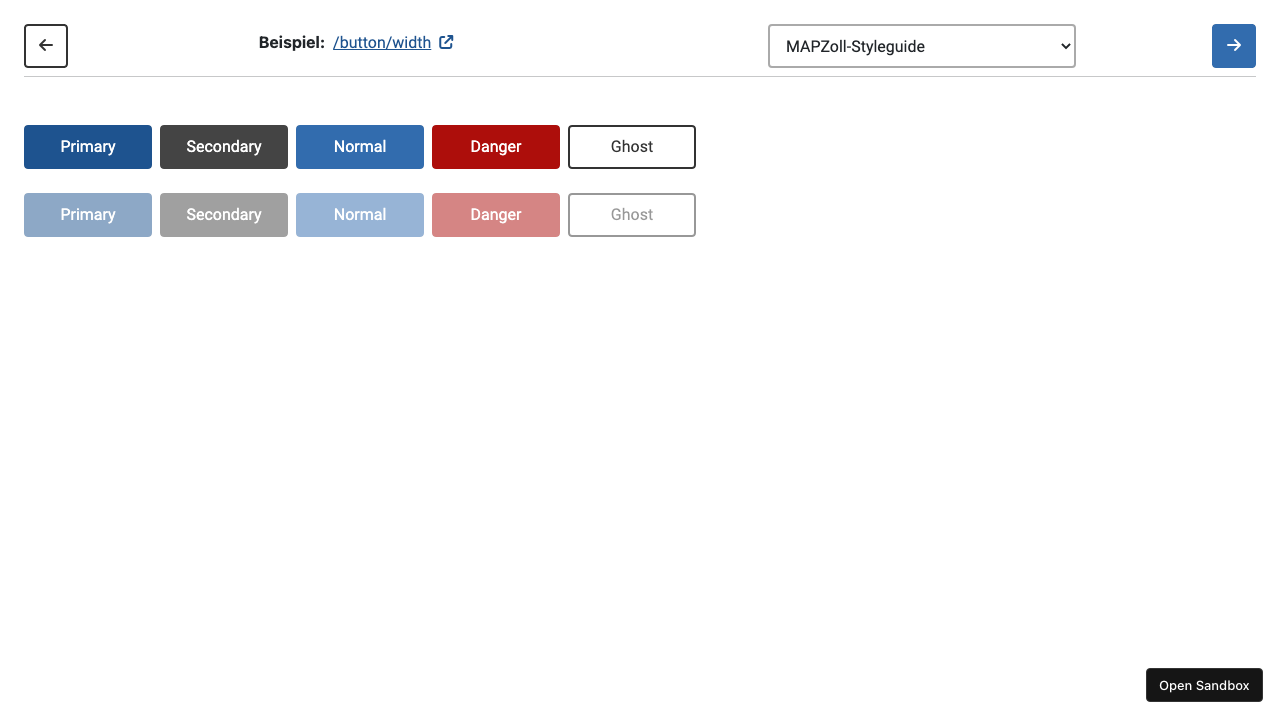 Beispiel: /button/width
MAPZoll-Styleguide
Primary Secondary Normal Danger Ghost
Primary Secondary Normal Danger Ghost
Open Sandbox